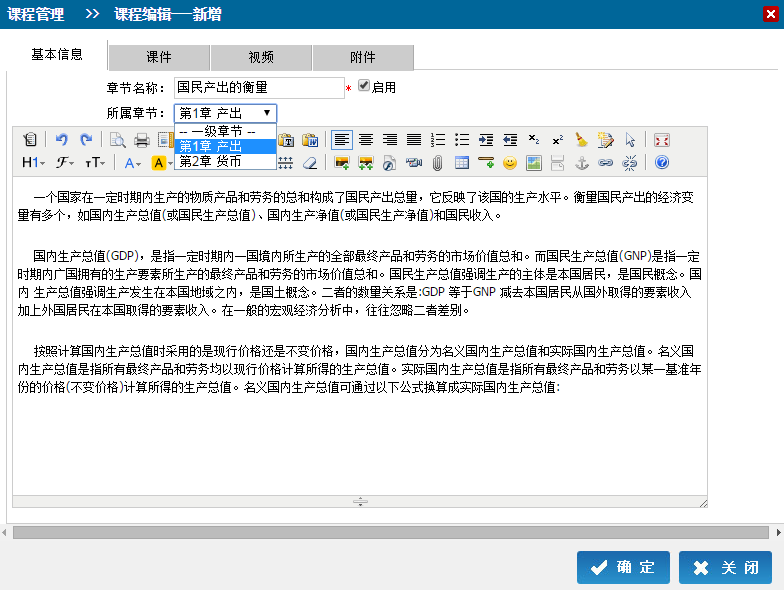 课程管理 >> 课程编辑——新增
基本信息 课件 视频 附件
章节名称： 国民产出的衡量 * 启用
所属章节： 第1章 产出
-- 一级章节 --
第1章 产出
第2章 货币
H1 F tT A A
一个国家在一定时期内生产的物质产品和劳务的总和构成了国民产出总量，它反映了该国的生产水平。衡量国民产出的经济变
量有多个，如国内生产总值(或国民生产总值)、国内生产净值(或国民生产净值)和国民收入。
国内生产总值(GDP)，是指一定时期内一国境内所生产的全部最终产品和劳务的市场价值总和。而国民生产总值(GNP)是指一定
时期内广国拥有的生产要素所生产的最终产品和劳务的市场价值总和。国民生产总值强调生产的主体是本国居民，是国民概念。国
内 生产总值强调生产发生在本国地域之内，是国土概念。二者的数量关系是:GDP 等于GNP 减去本国居民从国外取得的要素收入
加上外国居民在本国取得的要素收入。在一般的宏观经济分析中，往往忽略二者差别。
按照计算国内生产总值时采用的是现行价格还是不变价格，国内生产总值分为名义国内生产总值和实际国内生产总值。名义国
内生产总值是指所有最终产品和劳务均以现行价格计算所得的生产总值。实际国内生产总值是指所有最终产品和劳务以某一基准年
份的价格(不变价格)计算所得的生产总值。名义国内生产总值可通过以下公式换算成实际国内生产总值:
确 定 关 闭